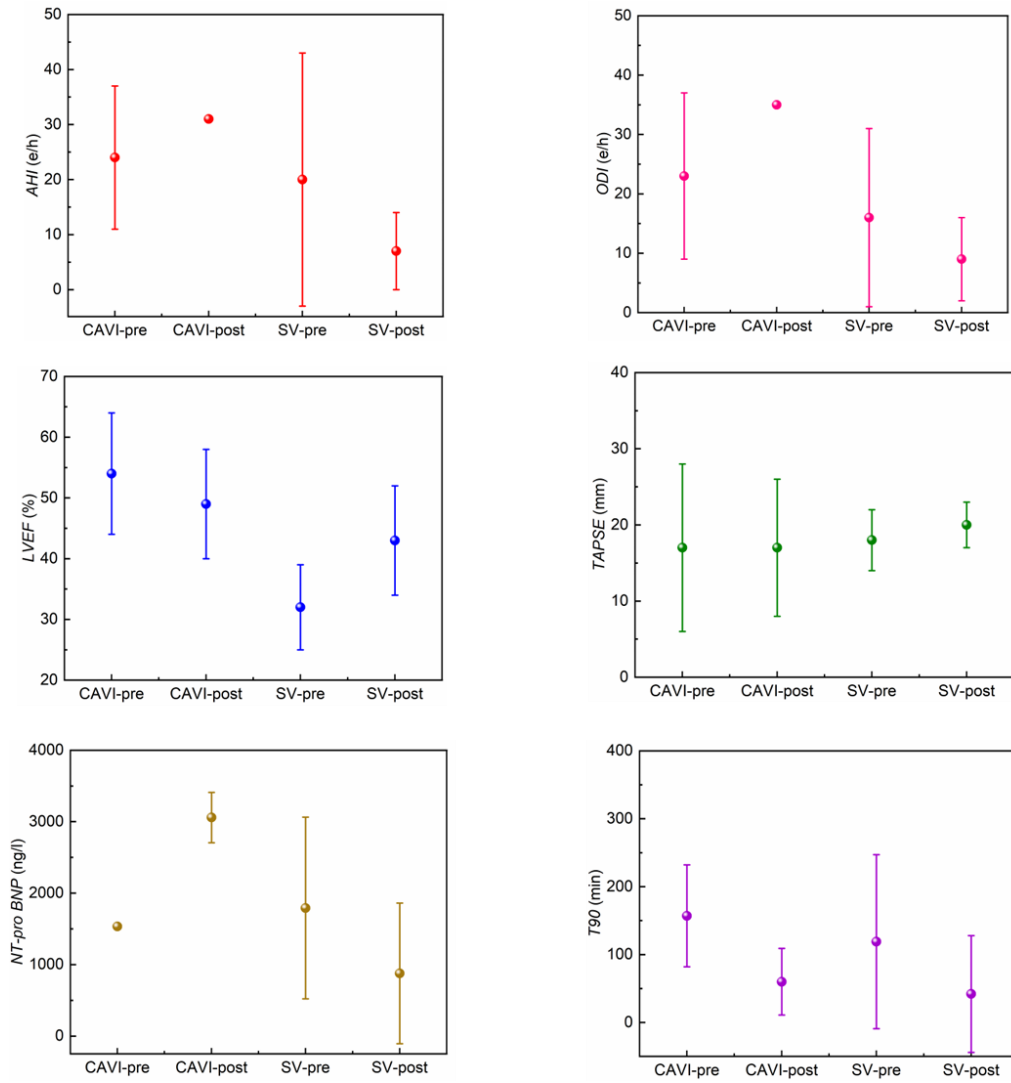 50
40
30
20
10
0
AHI (e/h)
CAVI-pre CAVI-post SV-pre SV-post
50
40
30
20
10
0
ODI (e/h)
CAVI-pre CAVI-post SV-pre SV-post
70
60
50
40
30
20
LVEF (%)
CAVI-pre CAVI-post SV-pre SV-post
40
30
20
10
0
TAPSE (mm)
CAVI-pre CAVI-post SV-pre SV-post
4000
3000
2000
1000
0
NT-pro BNP (ng/l)
CAVI-pre CAVI-post SV-pre SV-post
400
300
200
100
0
T90 (min)
CAVI-pre CAVI-post SV-pre SV-post